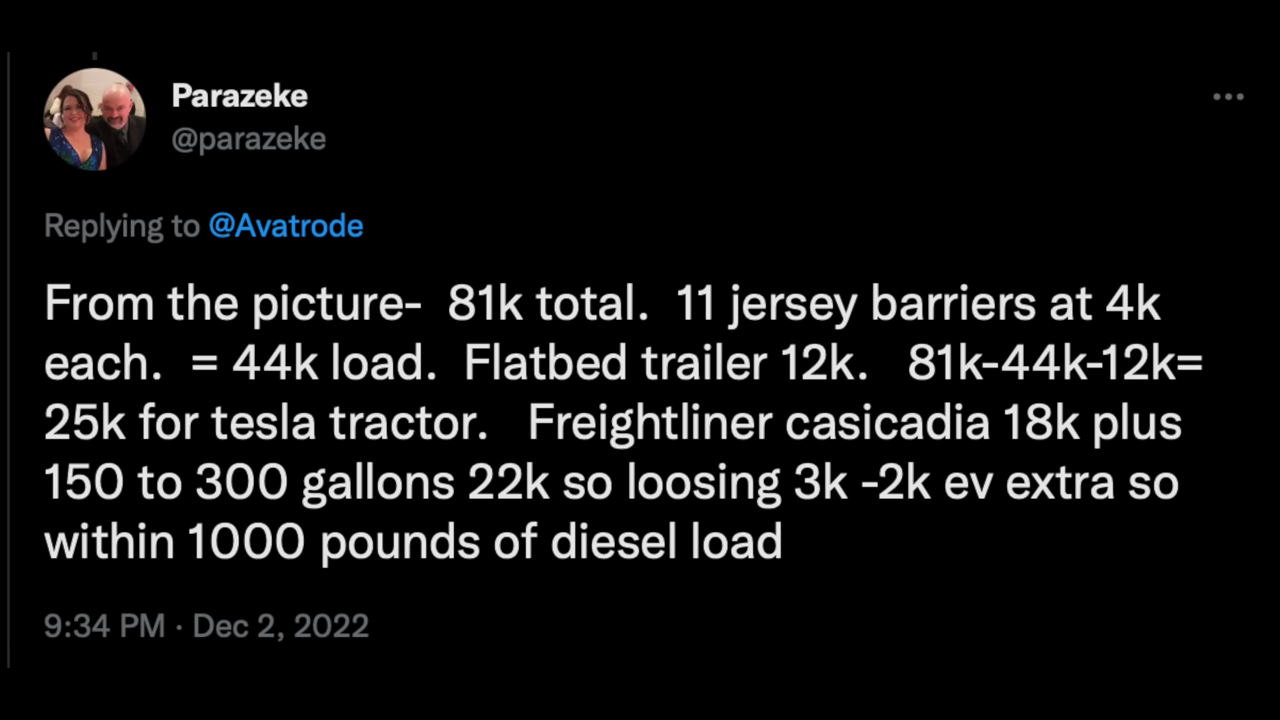 Parazeke
@parazeke
Replying to @Avatrode
From the picture-  81k total.  11 jersey barriers at 4k
each.  = 44k load.  Flatbed trailer 12k.   81k-44k-12k=
25k for tesla tractor.   Freightliner casicadia 18k plus
150 to 300 gallons 22k so loosing 3k -2k ev extra so
within 1000 pounds of diesel load
9:34 PM · Dec 2, 2022